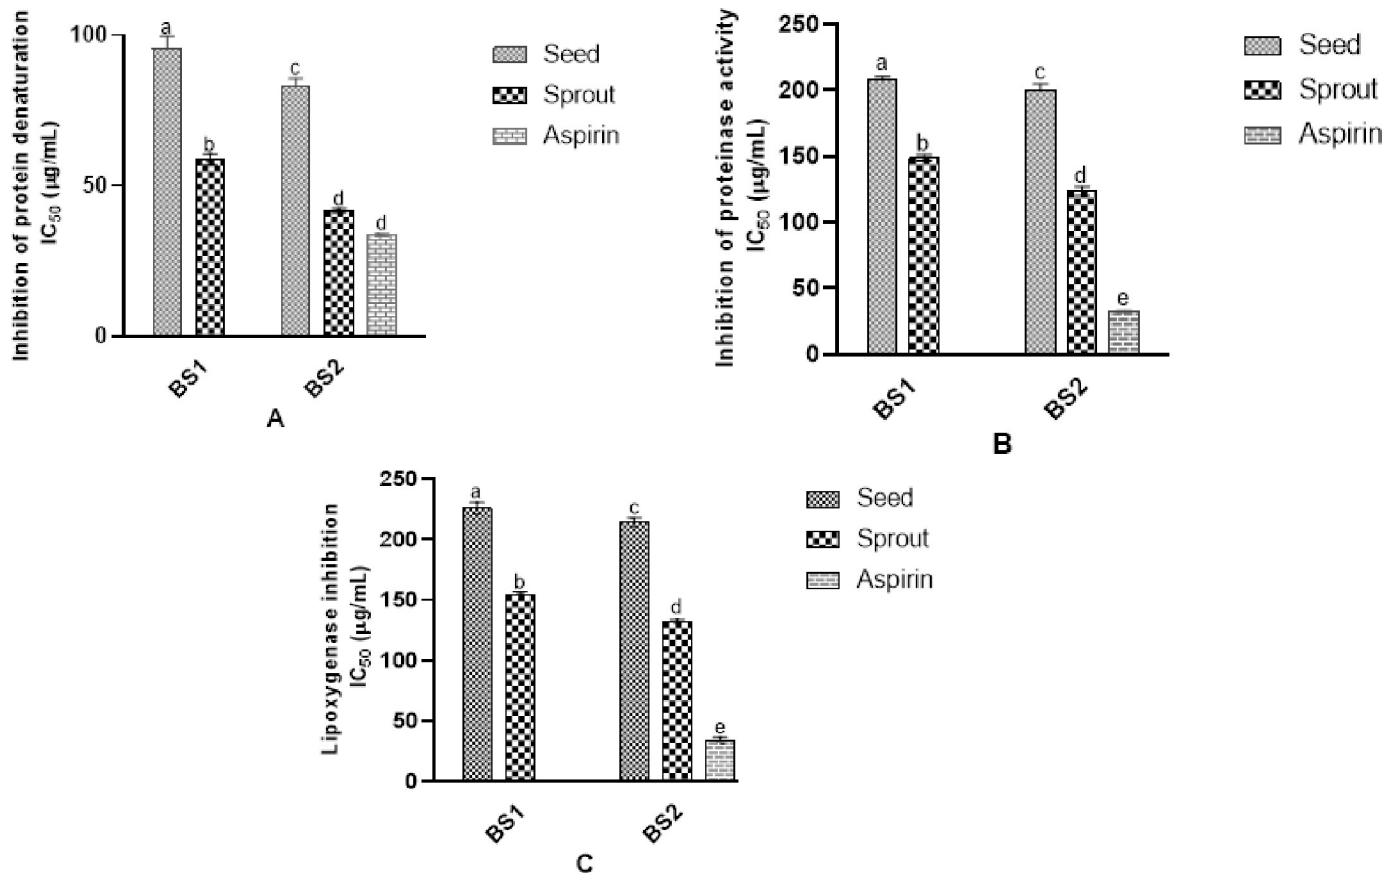 Inhibition of protein denaturation
IC50 (µg/mL)
100
50
0
a
b
c
d
d
BS1
BS2
Seed
Sprout
Aspirin
A
Inhibition of proteinase activity
IC50 (µg/mL)
250
200
150
100
50
0
a
b
c
d
e
BS1
BS2
Seed
Sprout
Aspirin
B
Lipoxygenase inhibition
IC50 (µg/mL)
250
200
150
100
50
0
a
b
c
d
e
BS1
BS2
Seed
Sprout
Aspirin
C